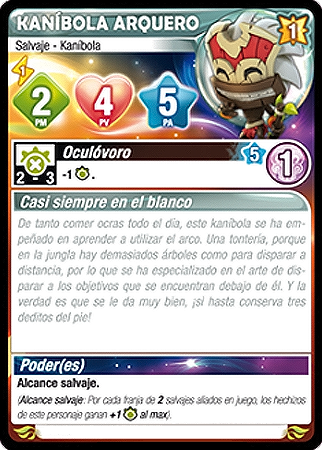 KANÍBOLA ARQUERO
1
Salvaje - Kaníbola
2
PM
4
PV
5
PA
Oculóvoro
5
1
2 - 3
-1 .
Casi siempre en el blanco
De tanto comer ocras todo el día, este kaníbola se ha em-
peñado en aprender a utilizar el arco. Una tontería, porque
en la jungla hay demasiados árboles como para disparar a
distancia, por lo que se ha especializado en el arte de dis-
parar a los objetivos que se encuentran debajo de él. Y la
verdad es que se le da muy bien, ¡si hasta conserva tres
deditos del pie!
Poder(es)
Alcance salvaje.
(Alcance salvaje: Por cada franja de 2 salvajes aliados en juego, los hechizos
de este personaje ganan +1 al max).